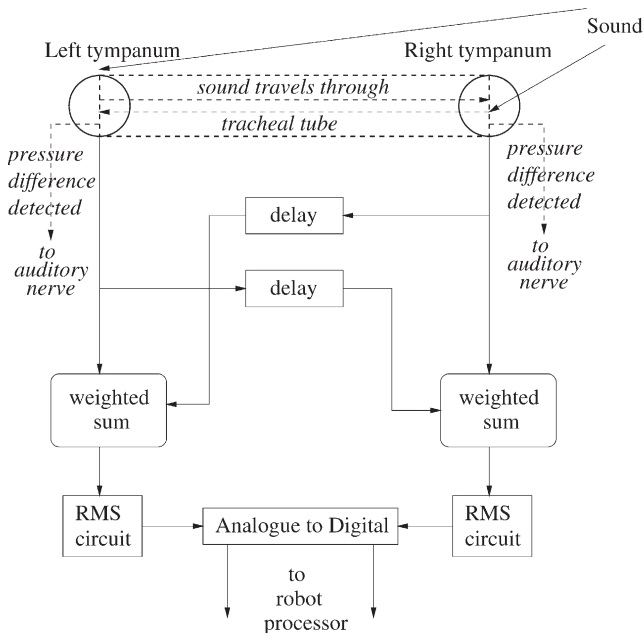 Sound
Left tympanum
Right tympanum
sound travels through
tracheal tube
pressure
difference
detected
pressure
difference
detected
to
auditory
nerve
to
auditory
nerve
delay
delay
weighted
sum
weighted
sum
RMS
circuit
Analogue to Digital
RMS
circuit
to
robot
processor